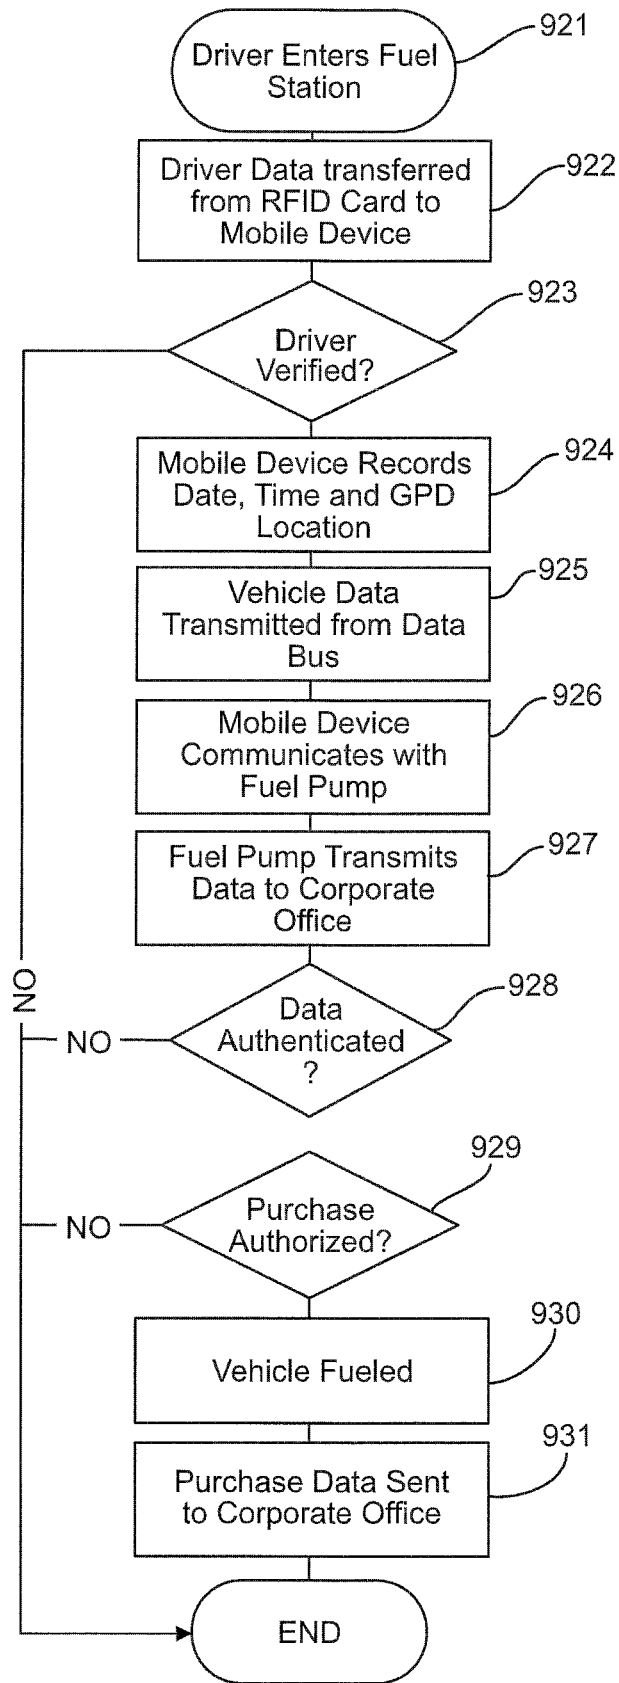 921
Driver Enters Fuel
Station
922
Driver Data transferred
from RFID Card to
Mobile Device
923
Driver
Verified?
924
Mobile Device Records
Date, Time and GPD
Location
925
Vehicle Data
Transmitted from Data
Bus
926
Mobile Device
Communicates with
Fuel Pump
927
Fuel Pump Transmits
Data to Corporate
Office
NO
928
Data
Authenticated
?
NO
929
Purchase
Authorized?
NO
930
Vehicle Fueled
931
Purchase Data Sent
to Corporate Office
END